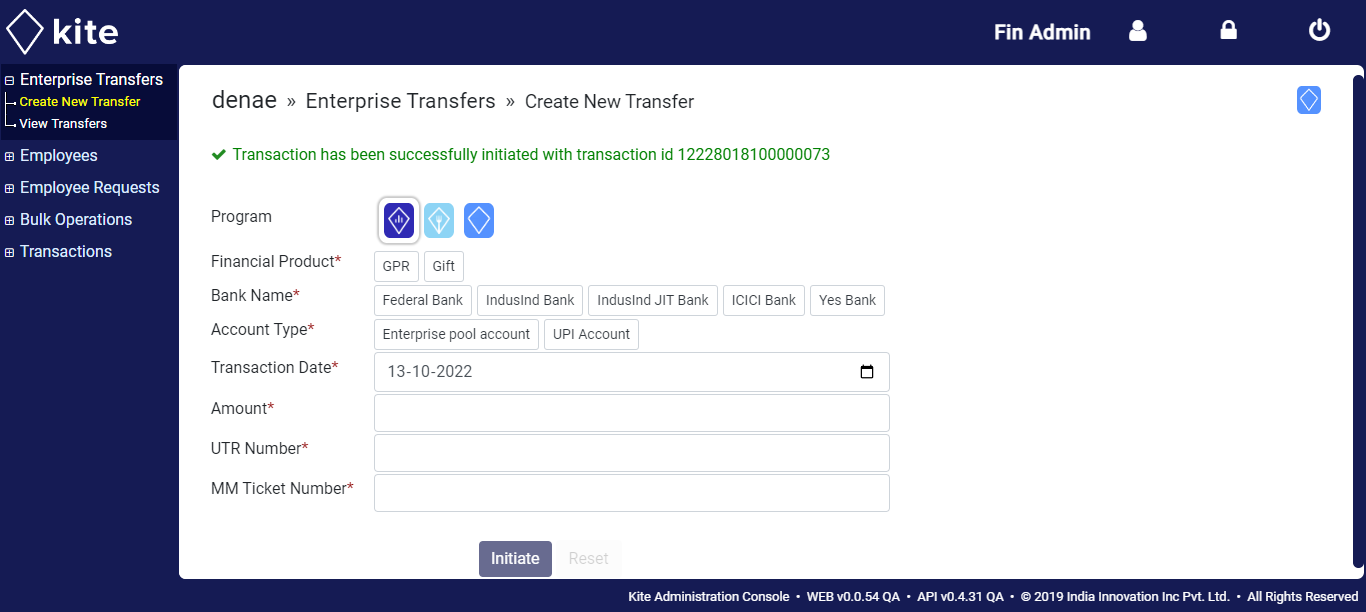 kite
Fin Admin
Enterprise Transfers
Create New Transfer
View Transfers
Employees
Employee Requests
Bulk Operations
Transactions
denae » Enterprise Transfers » Create New Transfer
Transaction has been successfully initiated with transaction id 12228018100000073
Program
Financial Product* GPR Gift
Bank Name* Federal Bank IndusInd Bank IndusInd JIT Bank ICICI Bank Yes Bank
Account Type* Enterprise pool account UPI Account
Transaction Date* 13-10-2022
Amount*
UTR Number*
MM Ticket Number*
Initiate Reset
Kite Administration Console • WEB v0.0.54 QA • API v0.4.31 QA • © 2019 India Innovation Inc Pvt. Ltd. • All Rights Reserved